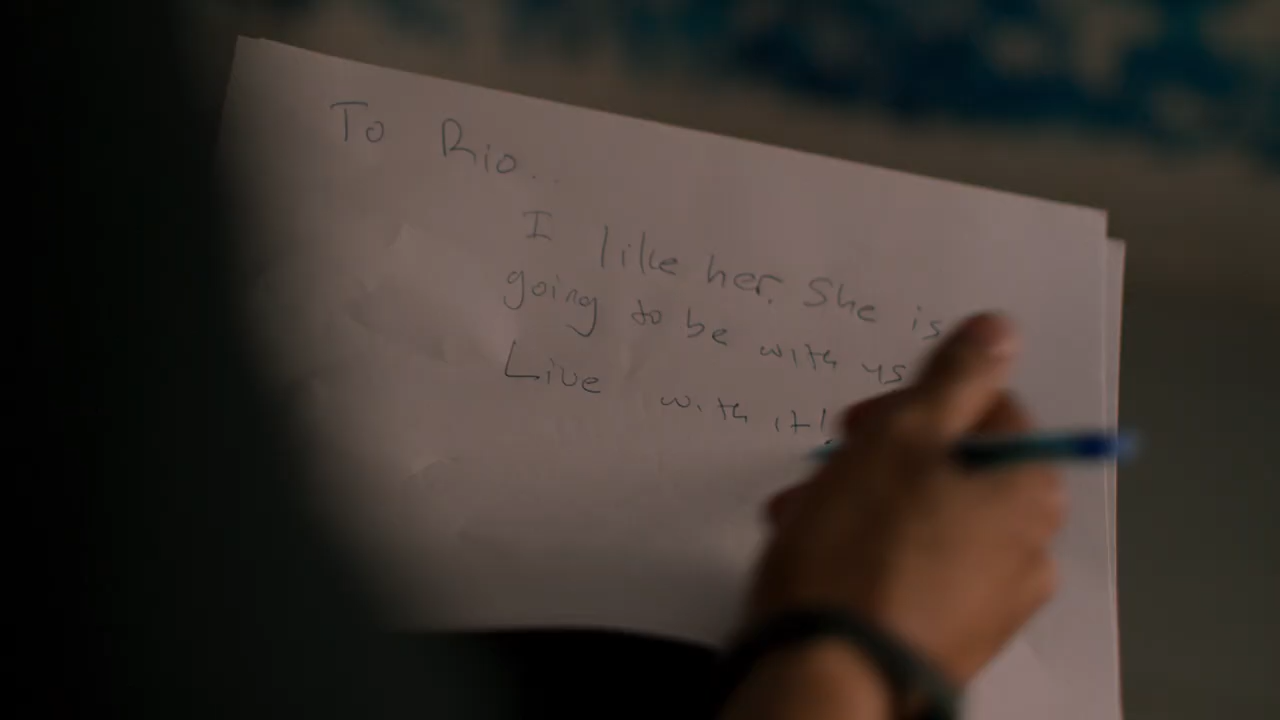 To Rio..
I like her. She is
going to be with us
Live with it!